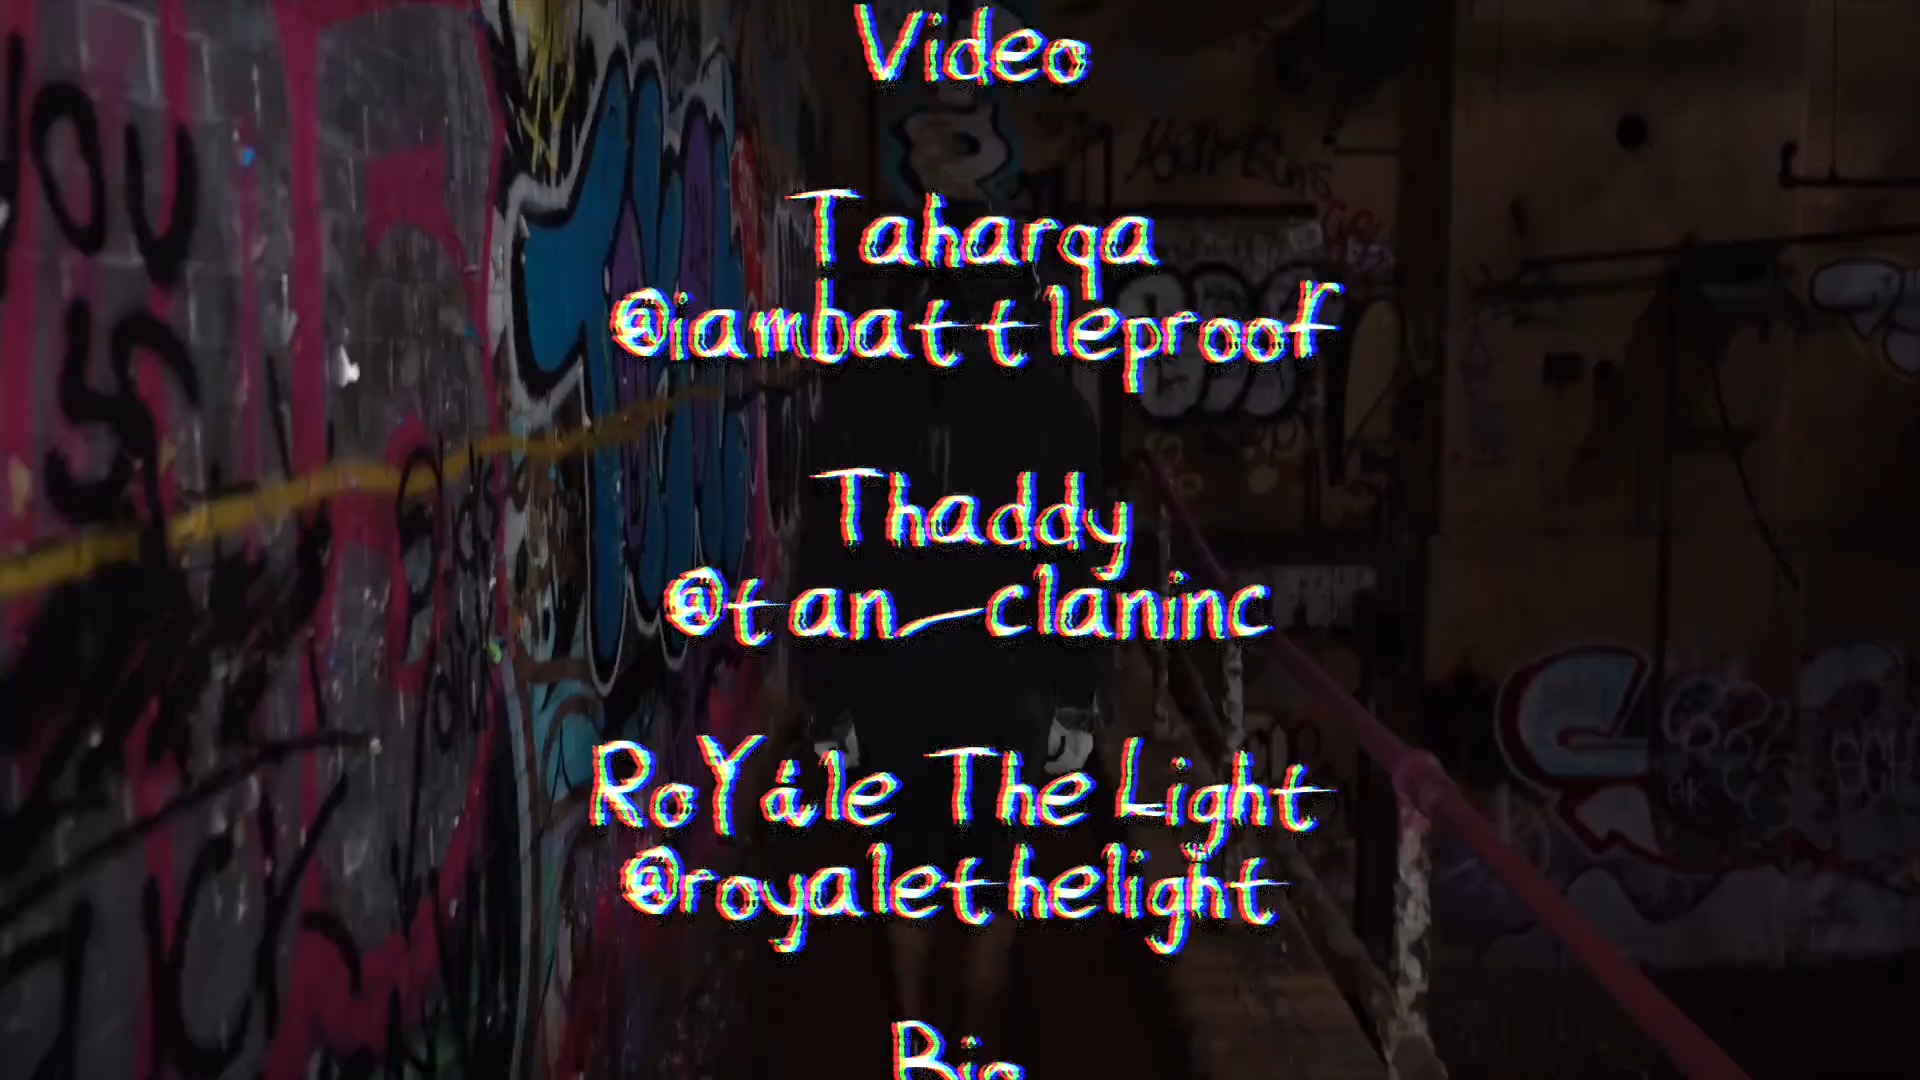 Video
Taharqa
@iambattleproof
Thaddy
@tan_claninc
RoYále The Light
@royalethelight